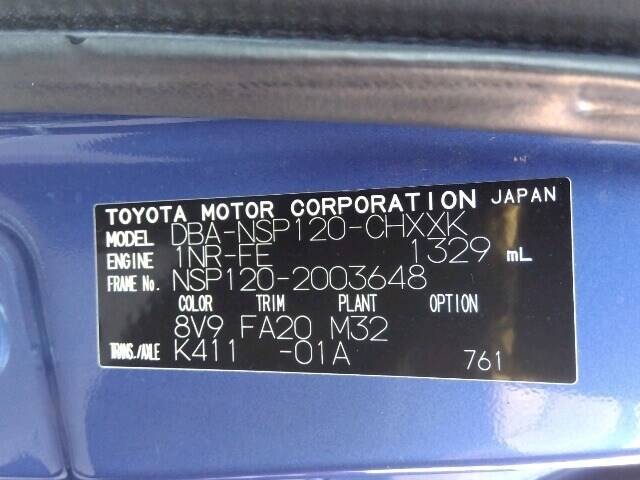 TOYOTA MOTOR CORPORATION JAPAN
MODEL DBA-NSP120-CHXXK
ENGINE 1NR-FE 1329 mL
FRAME No. NSP120-2003648
COLOR TRIM PLANT OPTION
8V9 FA20 M32
TRANS./AXLE K411 -01A 761